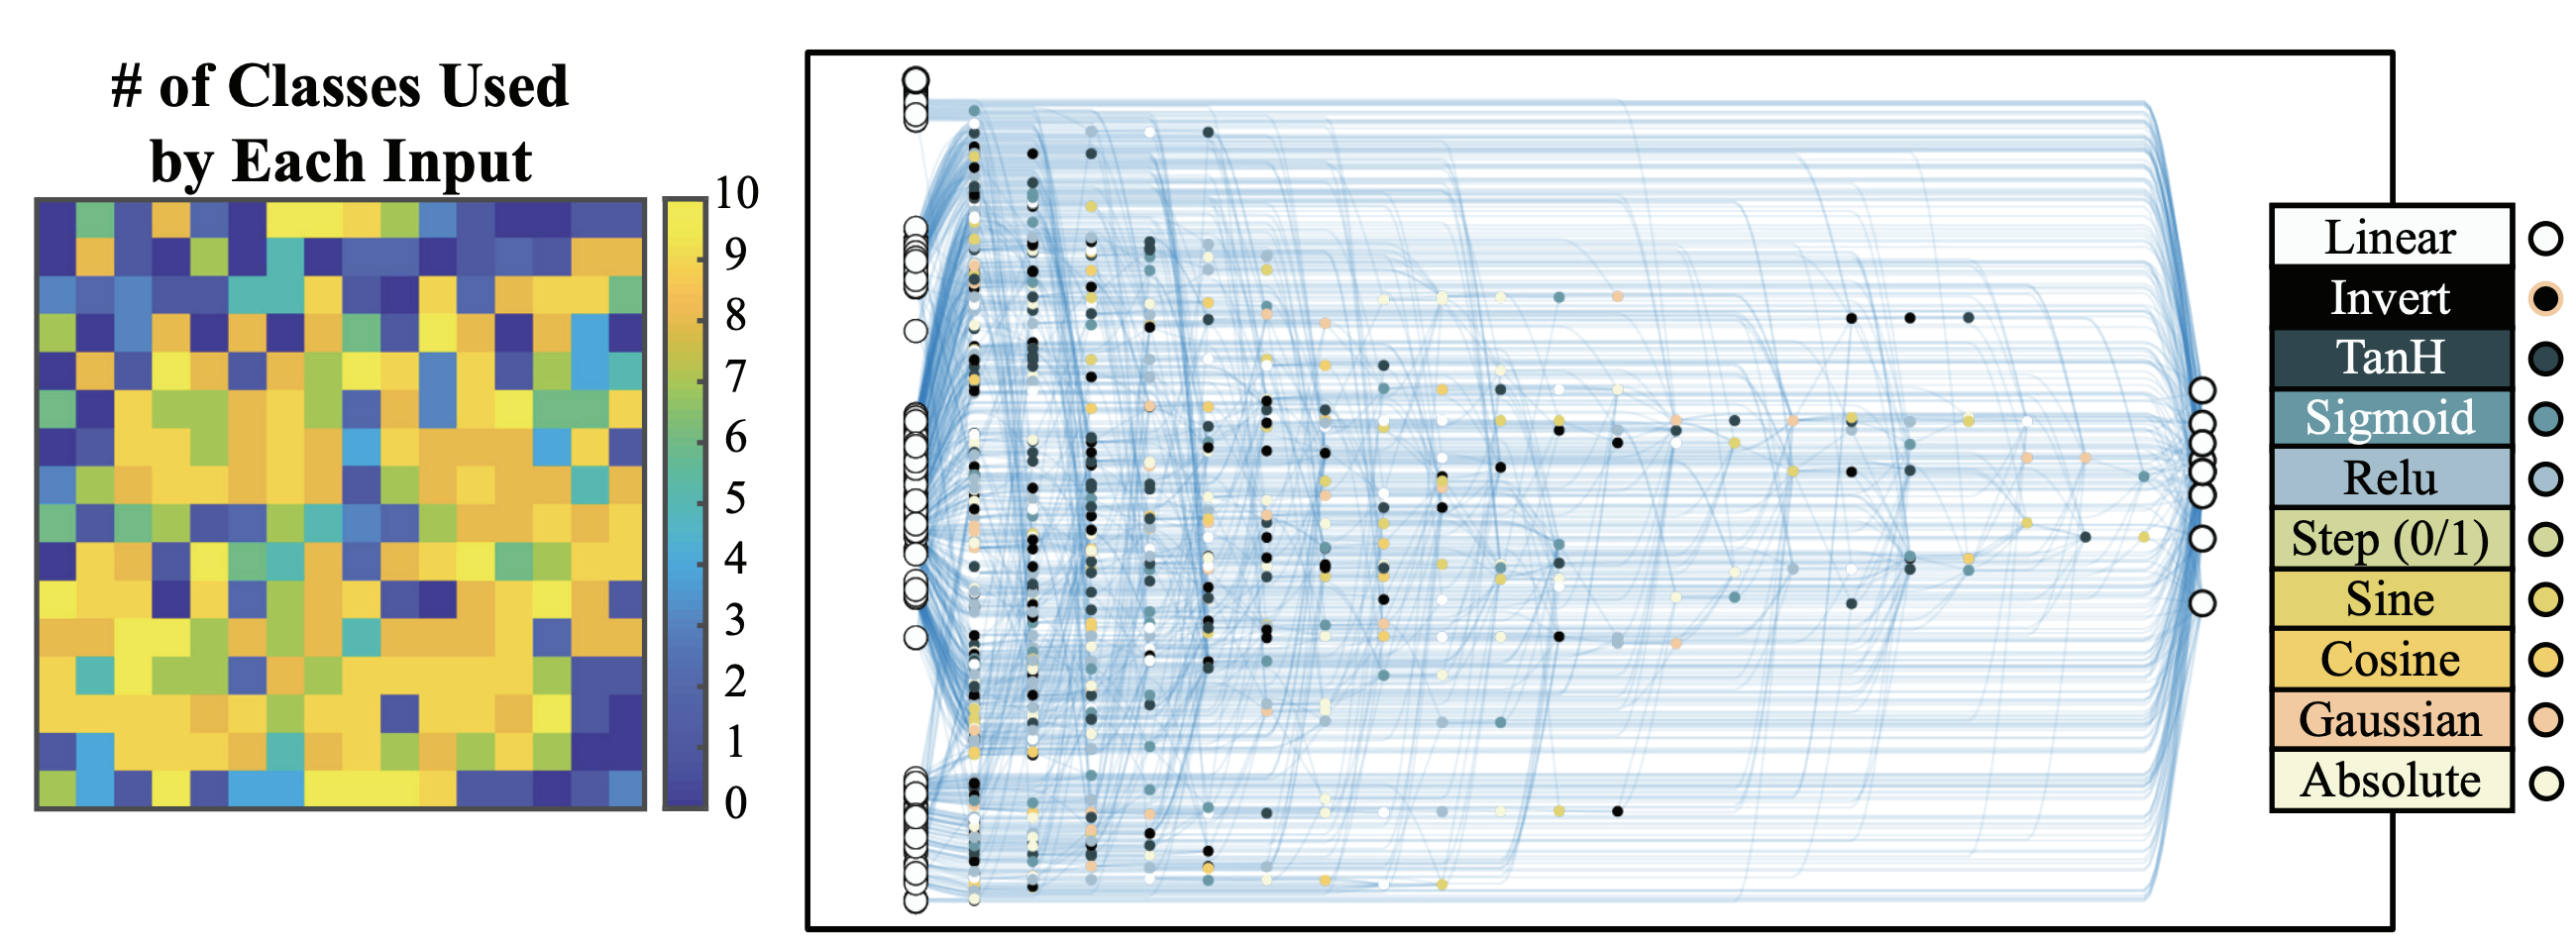 # of Classes Used
by Each Input
10
9
8
7
6
5
4
3
2
1
0
Linear
Invert
TanH
Sigmoid
Relu
Step (0/1)
Sine
Cosine
Gaussian
Absolute